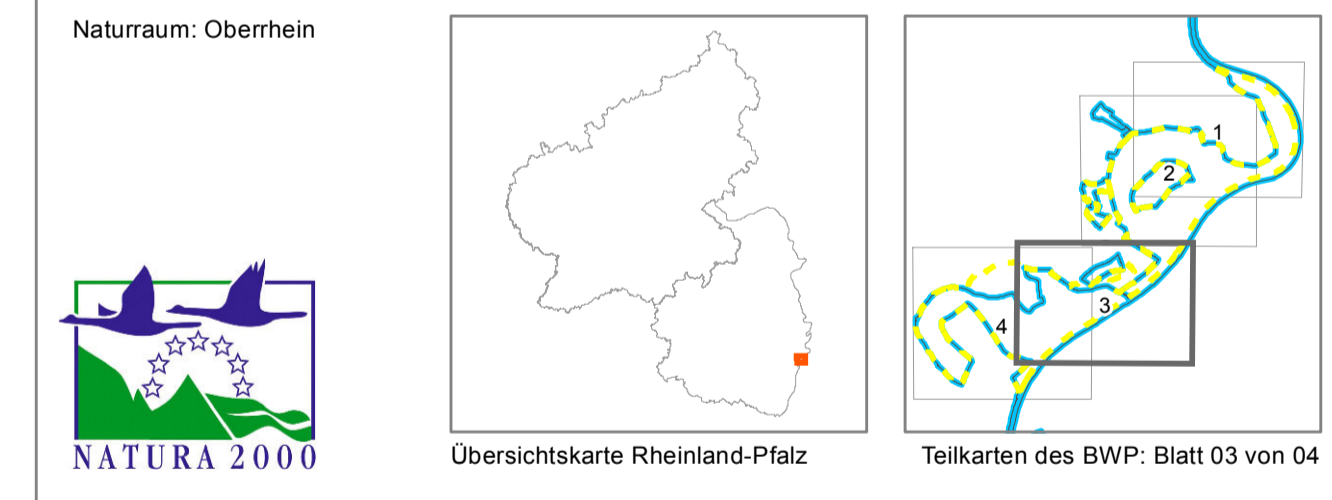 Naturraum: Oberrhein
NATURA 2000
Übersichtskarte Rheinland-Pfalz
1
2
3
4
Teilkarten des BWP: Blatt 03 von 04